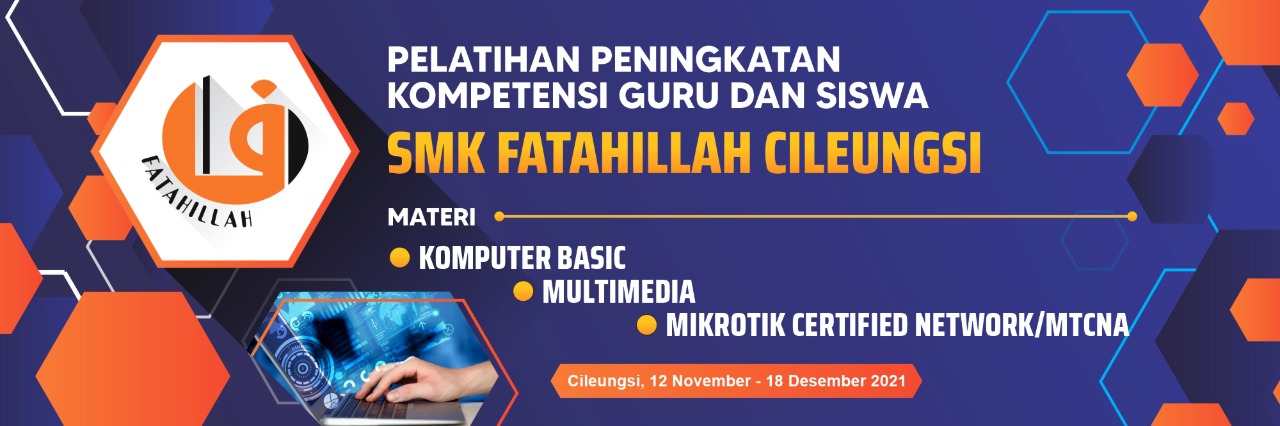 FATAHILLAH
PELATIHAN PENINGKATAN
KOMPETENSI GURU DAN SISWA
SMK FATAHILLAH CILEUNGSI
MATERI
KOMPUTER BASIC
MULTIMEDIA
MIKROTIK CERTIFIED NETWORK/MTCNA
Cileungsi, 12 November - 18 Desember 2021